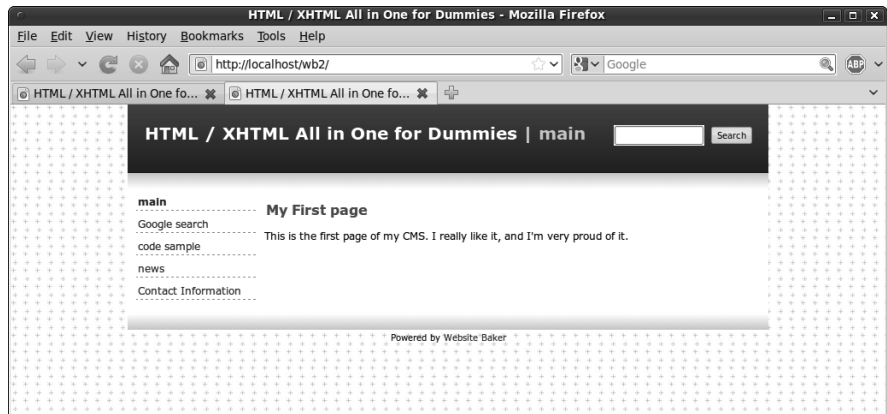 HTML / XHTML All in One for Dummies - Mozilla Firefox
File Edit View History Bookmarks Tools Help
http://localhost/wb2/ Google ABP
HTML / XHTML All in One fo... HTML / XHTML All in One fo...
HTML / XHTML All in One for Dummies | main Search
main
Google search
code sample
news
Contact Information
My First page
This is the first page of my CMS. I really like it, and I'm very proud of it.
Powered by Website Baker